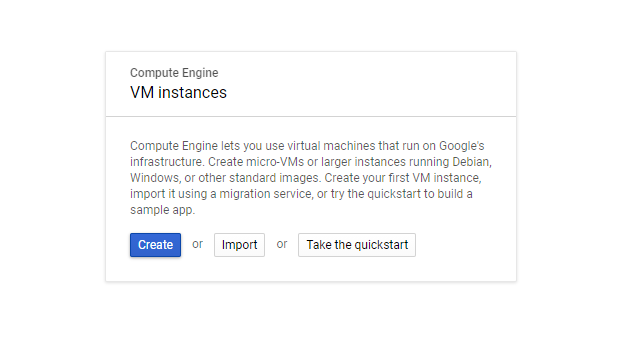 Compute Engine
VM instances
Compute Engine lets you use virtual machines that run on Google's
infrastructure. Create micro-VMs or larger instances running Debian,
Windows, or other standard images. Create your first VM instance,
import it using a migration service, or try the quickstart to build a
sample app.
Create or Import or Take the quickstart